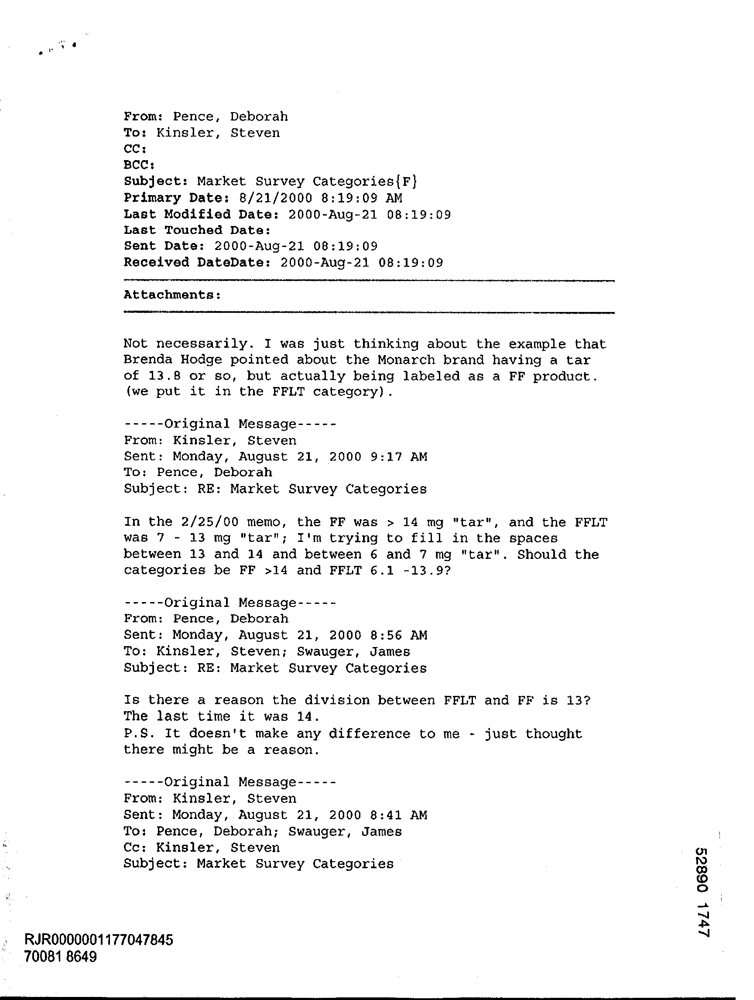 From: Pence, Deborah
To: Kinsler, Steven
CC:
BCC:
Subject: Market Survey Categories{F}
Primary Date: 8/21/2000 8:19:09 AM
Last Modified Date: 2000-Aug-21 08:19:09
Last Touched Date:
Sent Date: 2000-Aug-21 08:19:09
Received DateDate: 2000-Aug-21 08:19:09
Attachments:
Not necessarily. I was just thinking about the example that
Brenda Hodge pointed about the Monarch brand having a tar
of 13.8 or so, but actually being labeled as a FF product.
(we put it in the FFLT category).
-----Original Message-----
From: Kinsler, Steven
Sent: Monday, August 21, 2000 9:17 AM
To: Pence, Deborah
Subject: RE: Market Survey Categories
In the 2/25/00 memo, the FF was > 14 mg "tar", and the FFLT
was 7 - 13 mg "tar"; I'm trying to fill in the spaces
between 13 and 14 and between 6 and 7 mg "tar". Should the
categories be FF >14 and FFLT 6.1 -13.9?
-----Original Message-----
From: Pence, Deborah
Sent: Monday, August 21, 2000 8:56 AM
To: Kinsler, Steven; Swauger, James
Subject: RE: Market Survey Categories
Is there a reason the division between FFLT and FF is 13?
The last time it was 14.
P.S. It doesn't make any difference to me - just thought
there might be a reason.
-----Original Message-----
From: Kinsler, Steven
Sent: Monday, August 21, 2000 8:41 AM
To: Pence, Deborah; Swauger, James
Cc: Kinsler, Steven
Subject: Market Survey Categories
52890 1747
RJR0000001177047845
70081 8649